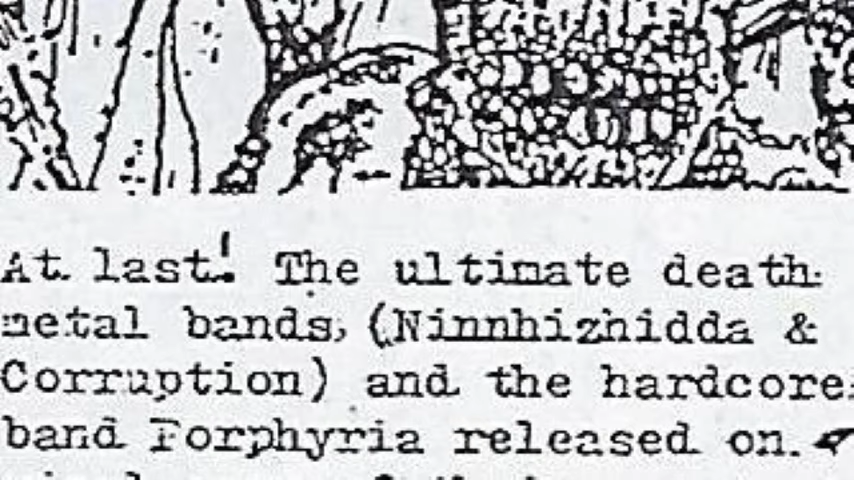 At last! The ultimate death
metal bands, (Ninnhizhidda &
Corruption) and the hardcore
band Porphyria released on